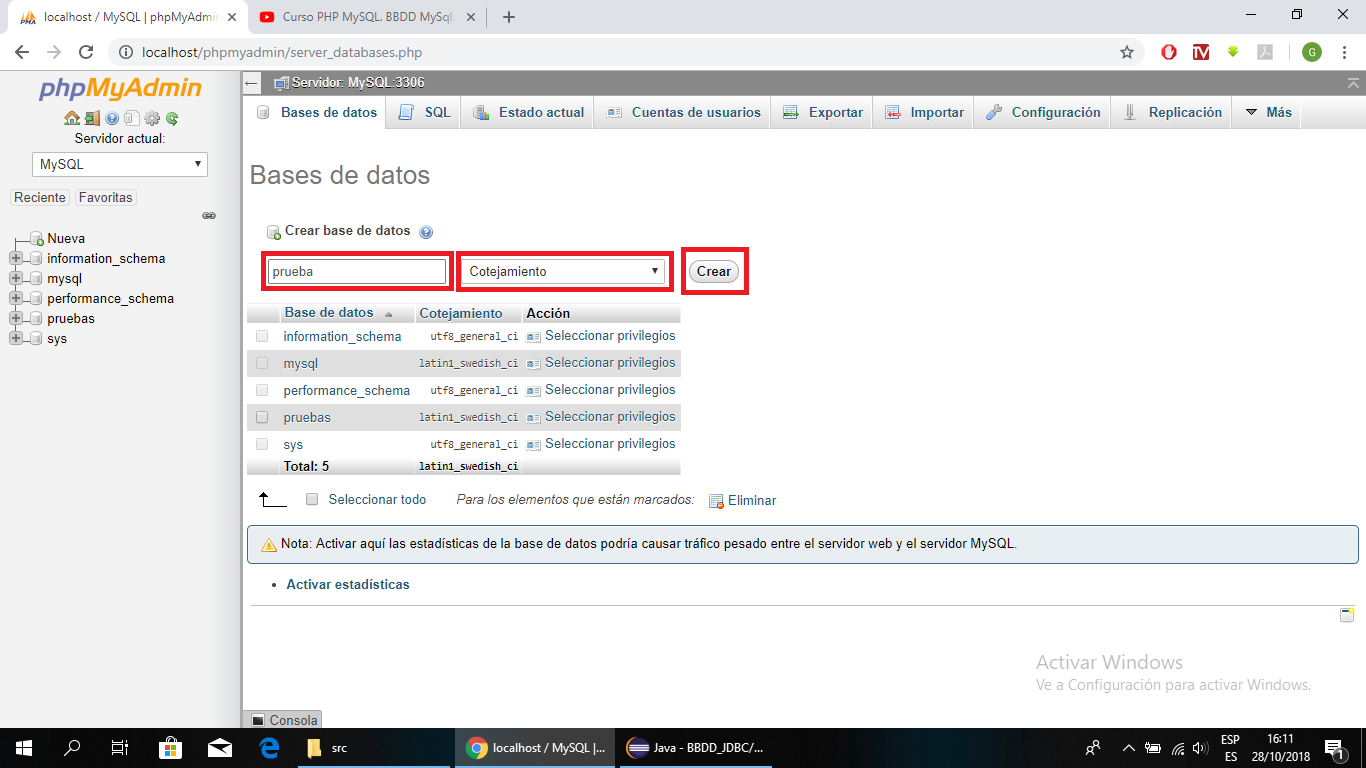 localhost / MySQL | phpMyAdmin
Curso PHP MySQL. BBDD MySql.
localhost/phpmyadmin/server_databases.php
G
phpMyAdmin
Servidor actual:
MySQL
Reciente
Favoritas
Nueva
information_schema
mysql
performance_schema
pruebas
sys
Servidor: MySQL:3306
Bases de datos
SQL
Estado actual
Cuentas de usuarios
Exportar
Importar
Configuración
Replicación
Más
Bases de datos
Crear base de datos
prueba
Cotejamiento
Crear
Base de datos Cotejamiento Acción
information_schema utf8_general_ci Seleccionar privilegios
mysql latin1_swedish_ci Seleccionar privilegios
performance_schema utf8_general_ci Seleccionar privilegios
pruebas latin1_swedish_ci Seleccionar privilegios
sys utf8_general_ci Seleccionar privilegios
Total: 5 latin1_swedish_ci
Seleccionar todo
Para los elementos que están marcados:
Eliminar
Nota: Activar aquí las estadísticas de la base de datos podría causar tráfico pesado entre el servidor web y el servidor MySQL.
• Activar estadísticas
Activar Windows
Ve a Configuración para activar Windows.
Consola
src
localhost / MySQL |...
Java - BBDD_JDBC/...
ESP
ES
16:11
28/10/2018
1